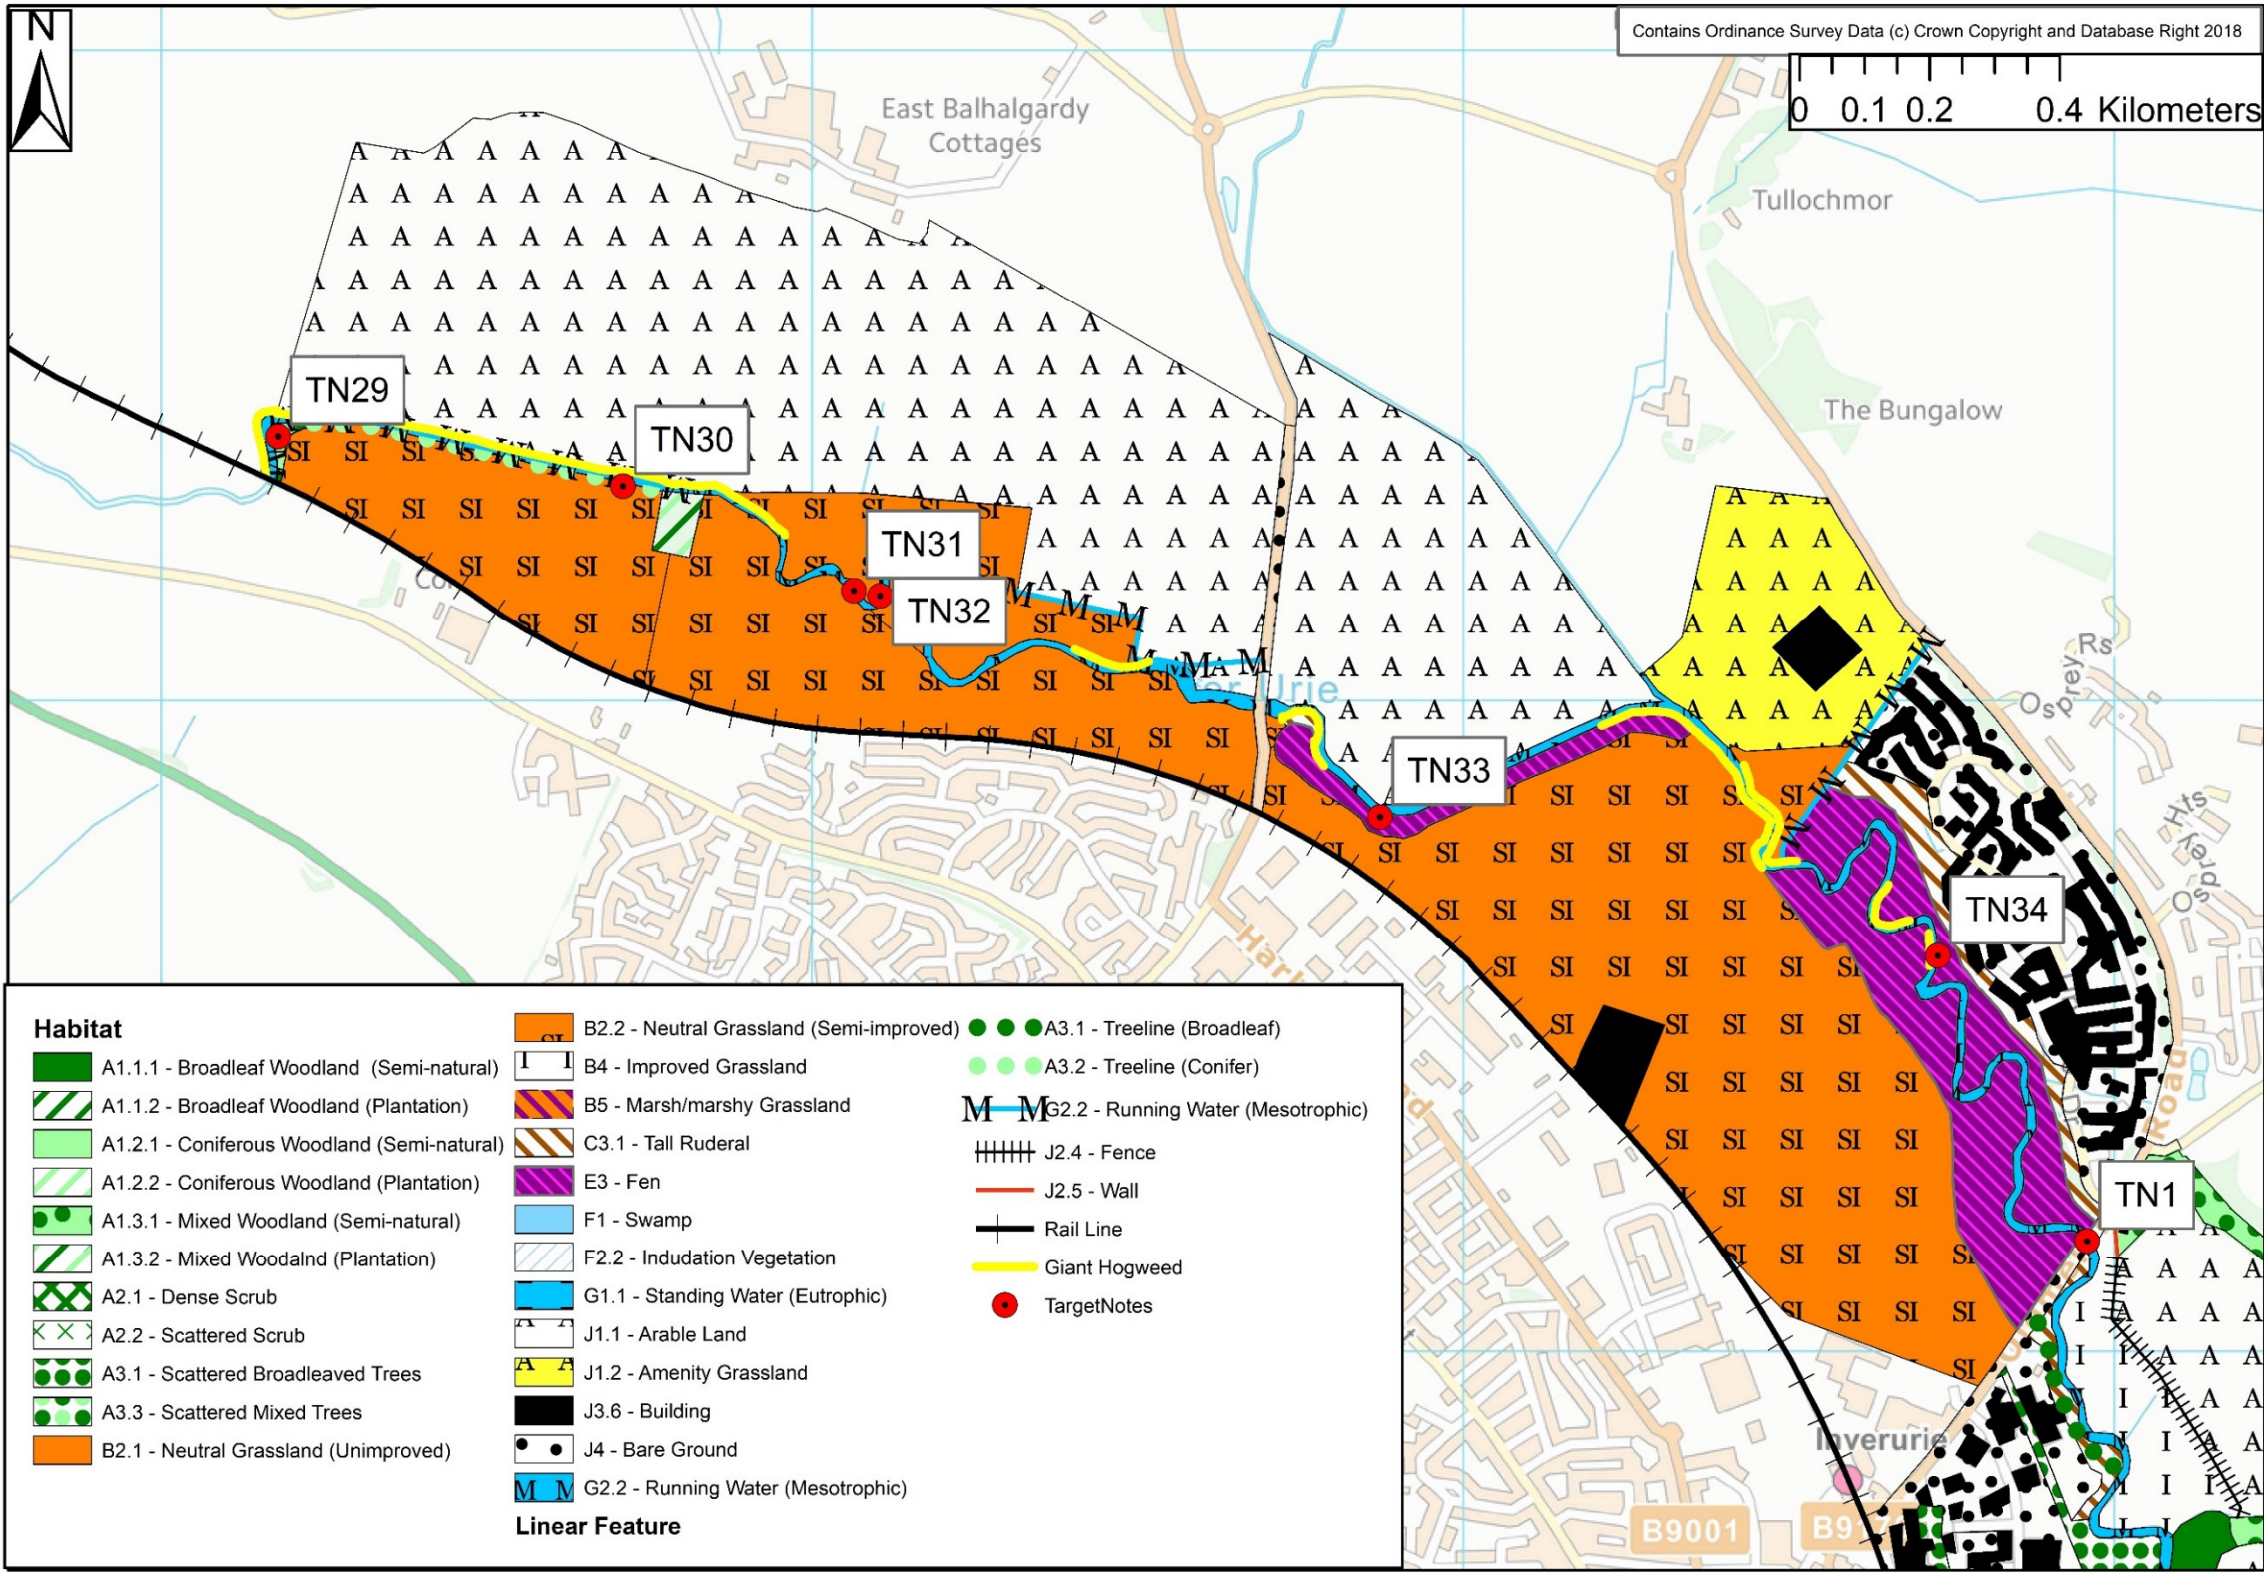 N
Contains Ordinance Survey Data (c) Crown Copyright and Database Right 2018
0 0.1 0.2 0.4 Kilometers
East Balhalgardy
Cottages
Tullochmor
The Bungalow
TN29
TN30
TN31
TN32
TN33
TN34
TN1
Urie
Osprey Rs
Osprey Hts
Road
Inverurie
B9001
Habitat
A1.1.1 - Broadleaf Woodland (Semi-natural)
A1.1.2 - Broadleaf Woodland (Plantation)
A1.2.1 - Coniferous Woodland (Semi-natural)
A1.2.2 - Coniferous Woodland (Plantation)
A1.3.1 - Mixed Woodland (Semi-natural)
A1.3.2 - Mixed Woodalnd (Plantation)
A2.1 - Dense Scrub
A2.2 - Scattered Scrub
A3.1 - Scattered Broadleaved Trees
A3.3 - Scattered Mixed Trees
B2.1 - Neutral Grassland (Unimproved)
SI B2.2 - Neutral Grassland (Semi-improved)
I I B4 - Improved Grassland
B5 - Marsh/marshy Grassland
C3.1 - Tall Ruderal
E3 - Fen
F1 - Swamp
F2.2 - Indudation Vegetation
G1.1 - Standing Water (Eutrophic)
A A J1.1 - Arable Land
A A J1.2 - Amenity Grassland
J3.6 - Building
J4 - Bare Ground
M M G2.2 - Running Water (Mesotrophic)
Linear Feature
A3.1 - Treeline (Broadleaf)
A3.2 - Treeline (Conifer)
M M G2.2 - Running Water (Mesotrophic)
J2.4 - Fence
J2.5 - Wall
Rail Line
Giant Hogweed
TargetNotes